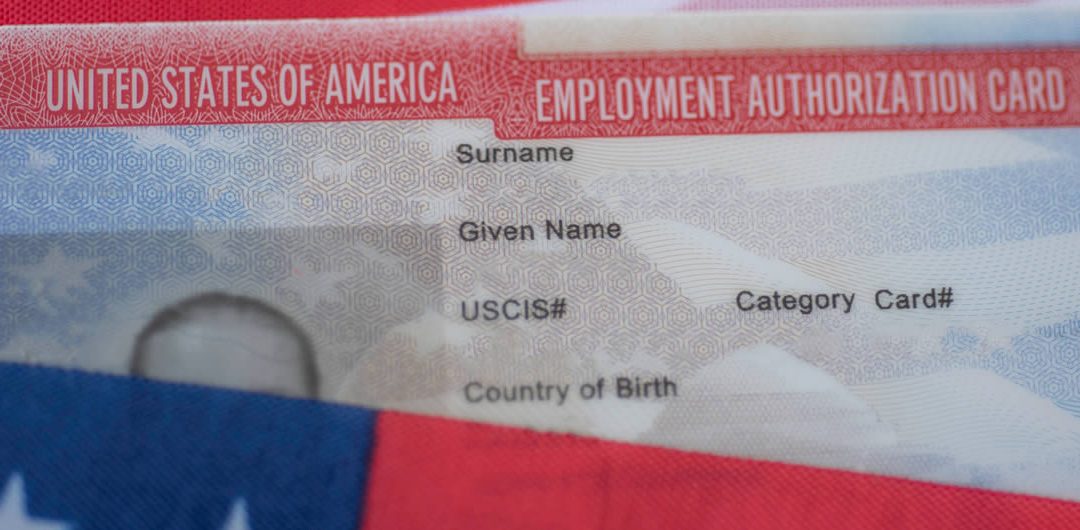 UNITED STATES OF AMERICA EMPLOYMENT AUTHORIZATION CARD
Surname
Given Name
USCIS# Category Card#
Country of Birth